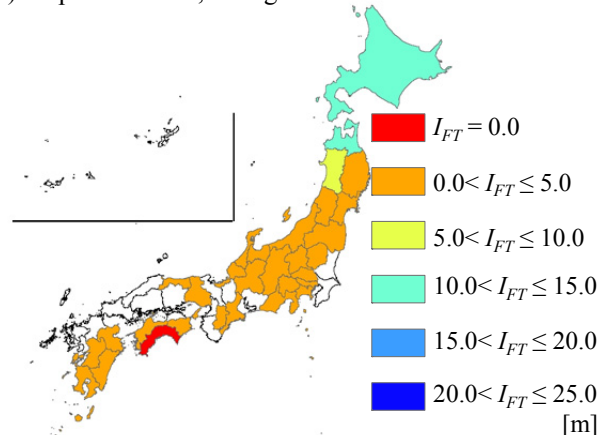 I_FT = 0.0
0.0< I_FT ≤ 5.0
5.0< I_FT ≤ 10.0
10.0< I_FT ≤ 15.0
15.0< I_FT ≤ 20.0
20.0< I_FT ≤ 25.0
[m]